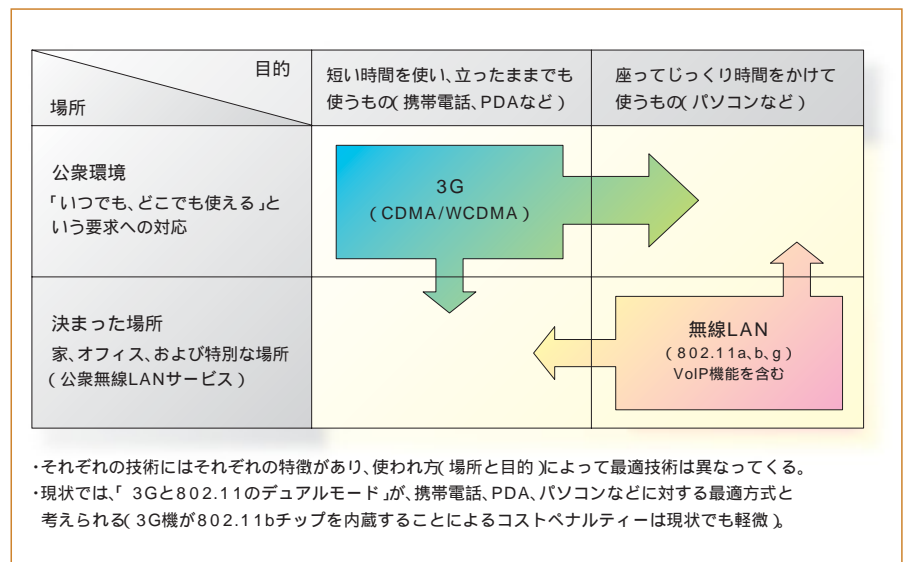 目的
場所
短い時間を使い、立ったままでも
使うもの(携帯電話、PDAなど)
座ってじっくり時間をかけて
使うもの(パソコンなど)
公衆環境
「いつでも、どこでも使える」と
いう要求への対応
3G
(CDMA/WCDMA)
決まった場所
家、オフィス、および特別な場所
(公衆無線LANサービス)
無線LAN
(802.11a、b、g)
VoIP機能を含む
・それぞれの技術にはそれぞれの特徴があり、使われ方(場所と目的)によって最適技術は異なってくる。
・現状では、「3Gと802.11のデュアルモード」が、携帯電話、PDA、パソコンなどに対する最適方式と
考えられる(3G機が802.11bチップを内蔵することによるコストペナルティーは現状でも軽微)。